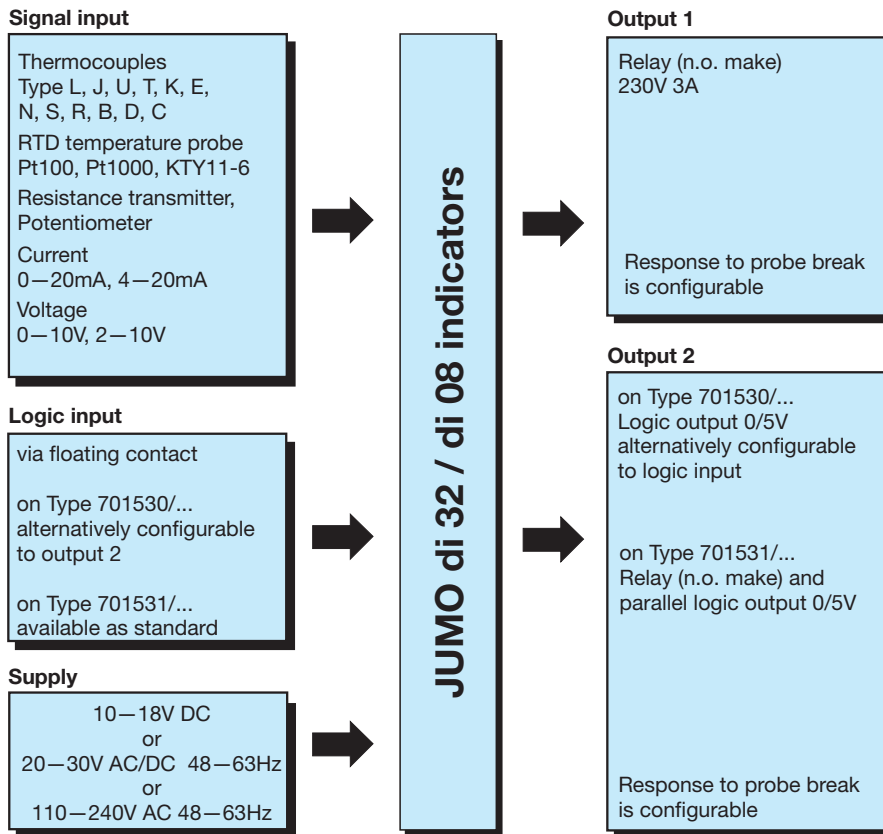 Signal input
Thermocouples
Type L, J, U, T, K, E,
N, S, R, B, D, C
RTD temperature probe
Pt100, Pt1000, KTY11-6
Resistance transmitter,
Potentiometer
Current
0—20mA, 4—20mA
Voltage
0—10V, 2—10V
Logic input
via floating contact
on Type 701530/...
alternatively configurable
to output 2
on Type 701531/...
available as standard
Supply
10—18V DC
or
20—30V AC/DC 48—63Hz
or
110—240V AC 48—63Hz
JUMO di 32 / di 08 indicators
Output 1
Relay (n.o. make)
230V 3A
Response to probe break
is configurable
Output 2
on Type 701530/...
Logic output 0/5V
alternatively configurable
to logic input
on Type 701531/...
Relay (n.o. make) and
parallel logic output 0/5V
Response to probe break
is configurable